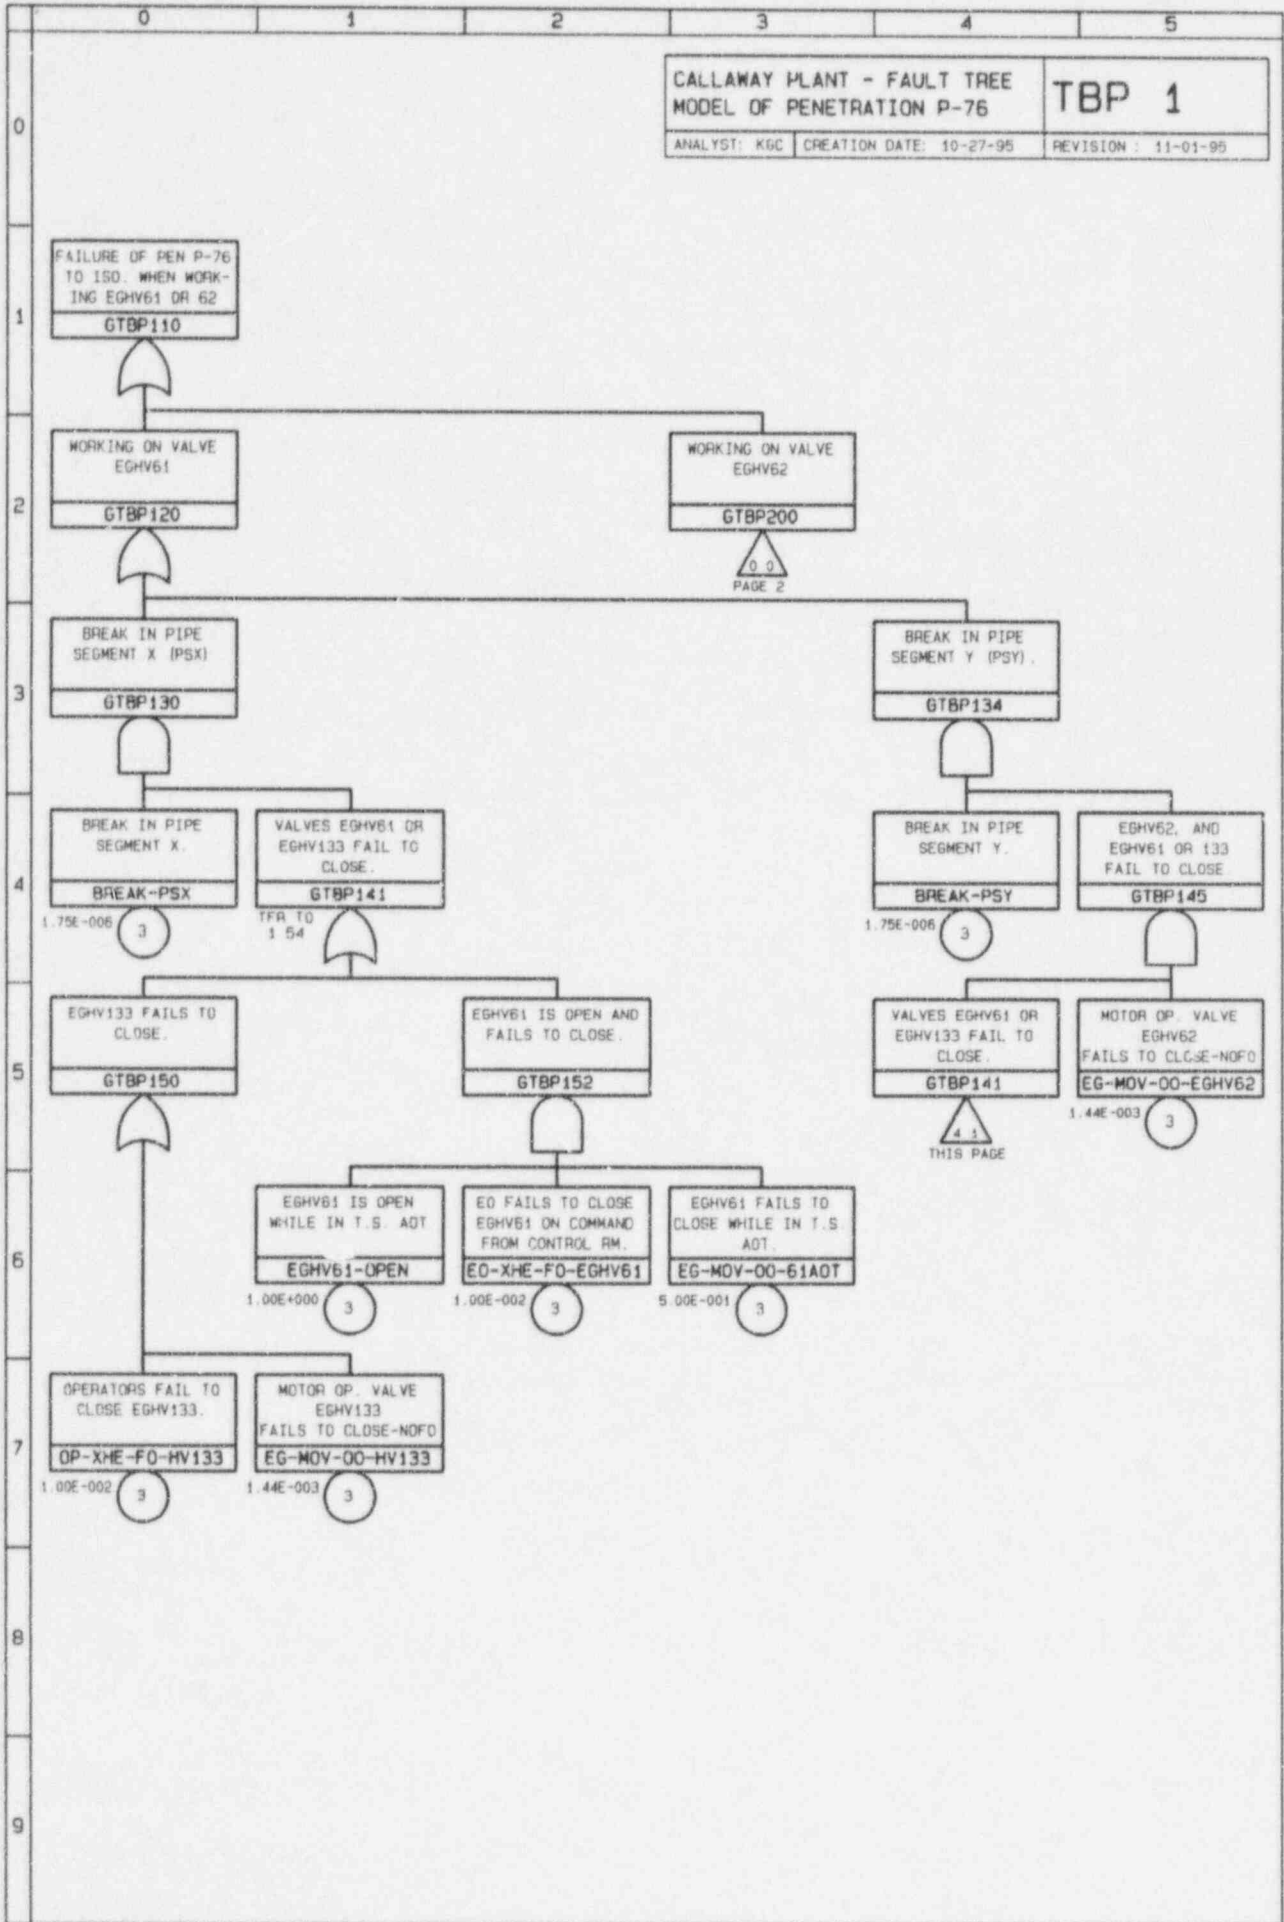 0 1 2 3 4 5
CALLAWAY PLANT - FAULT TREE
MODEL OF PENETRATION P-76
TBP 1
ANALYST: KGC
CREATION DATE: 10-27-95
REVISION : 11-01-95
0
FAILURE OF PEN P-76
TO ISO. WHEN WORK-
ING EGHV61 OR 62
GTBP110
1
WORKING ON VALVE
EGHV61
GTBP120
WORKING ON VALVE
EGHV62
GTBP200
0 0
PAGE 2
2
BREAK IN PIPE
SEGMENT X (PSX)
GTBP130
BREAK IN PIPE
SEGMENT Y (PSY).
GTBP134
3
BREAK IN PIPE
SEGMENT X.
BREAK-PSX
1.75E-006
3
VALVES EGHV61 OR
EGHV133 FAIL TO
CLOSE.
GTBP141
TFR TO
1 54
BREAK IN PIPE
SEGMENT Y.
BREAK-PSY
1.75E-006
3
EGHV62, AND
EGHV61 OR 133
FAIL TO CLOSE
GTBP145
4
EGHV133 FAILS TO
CLOSE.
GTBP150
EGHV61 IS OPEN AND
FAILS TO CLOSE.
GTBP152
VALVES EGHV61 OR
EGHV133 FAIL TO
CLOSE.
GTBP141
4 1
THIS PAGE
MOTOR OP. VALVE
EGHV62
FAILS TO CLOSE-NOFO
EG-MOV-OO-EGHV62
1.44E-003
3
5
EGHV61 IS OPEN
WHILE IN T.S. AOT
EGHV61-OPEN
1.00E+000
3
EO FAILS TO CLOSE
EGHV61 ON COMMAND
FROM CONTROL RM.
EO-XHE-FO-EGHV61
1.00E-002
3
EGHV61 FAILS TO
CLOSE WHILE IN T.S.
AOT.
EG-MOV-OO-61AOT
5.00E-001
3
6
OPERATORS FAIL TO
CLOSE EGHV133.
OP-XHE-FO-HV133
1.00E-002
3
MOTOR OP. VALVE
EGHV133
FAILS TO CLOSE-NOFO
EG-MOV-OO-HV133
1.44E-003
3
7
8
9